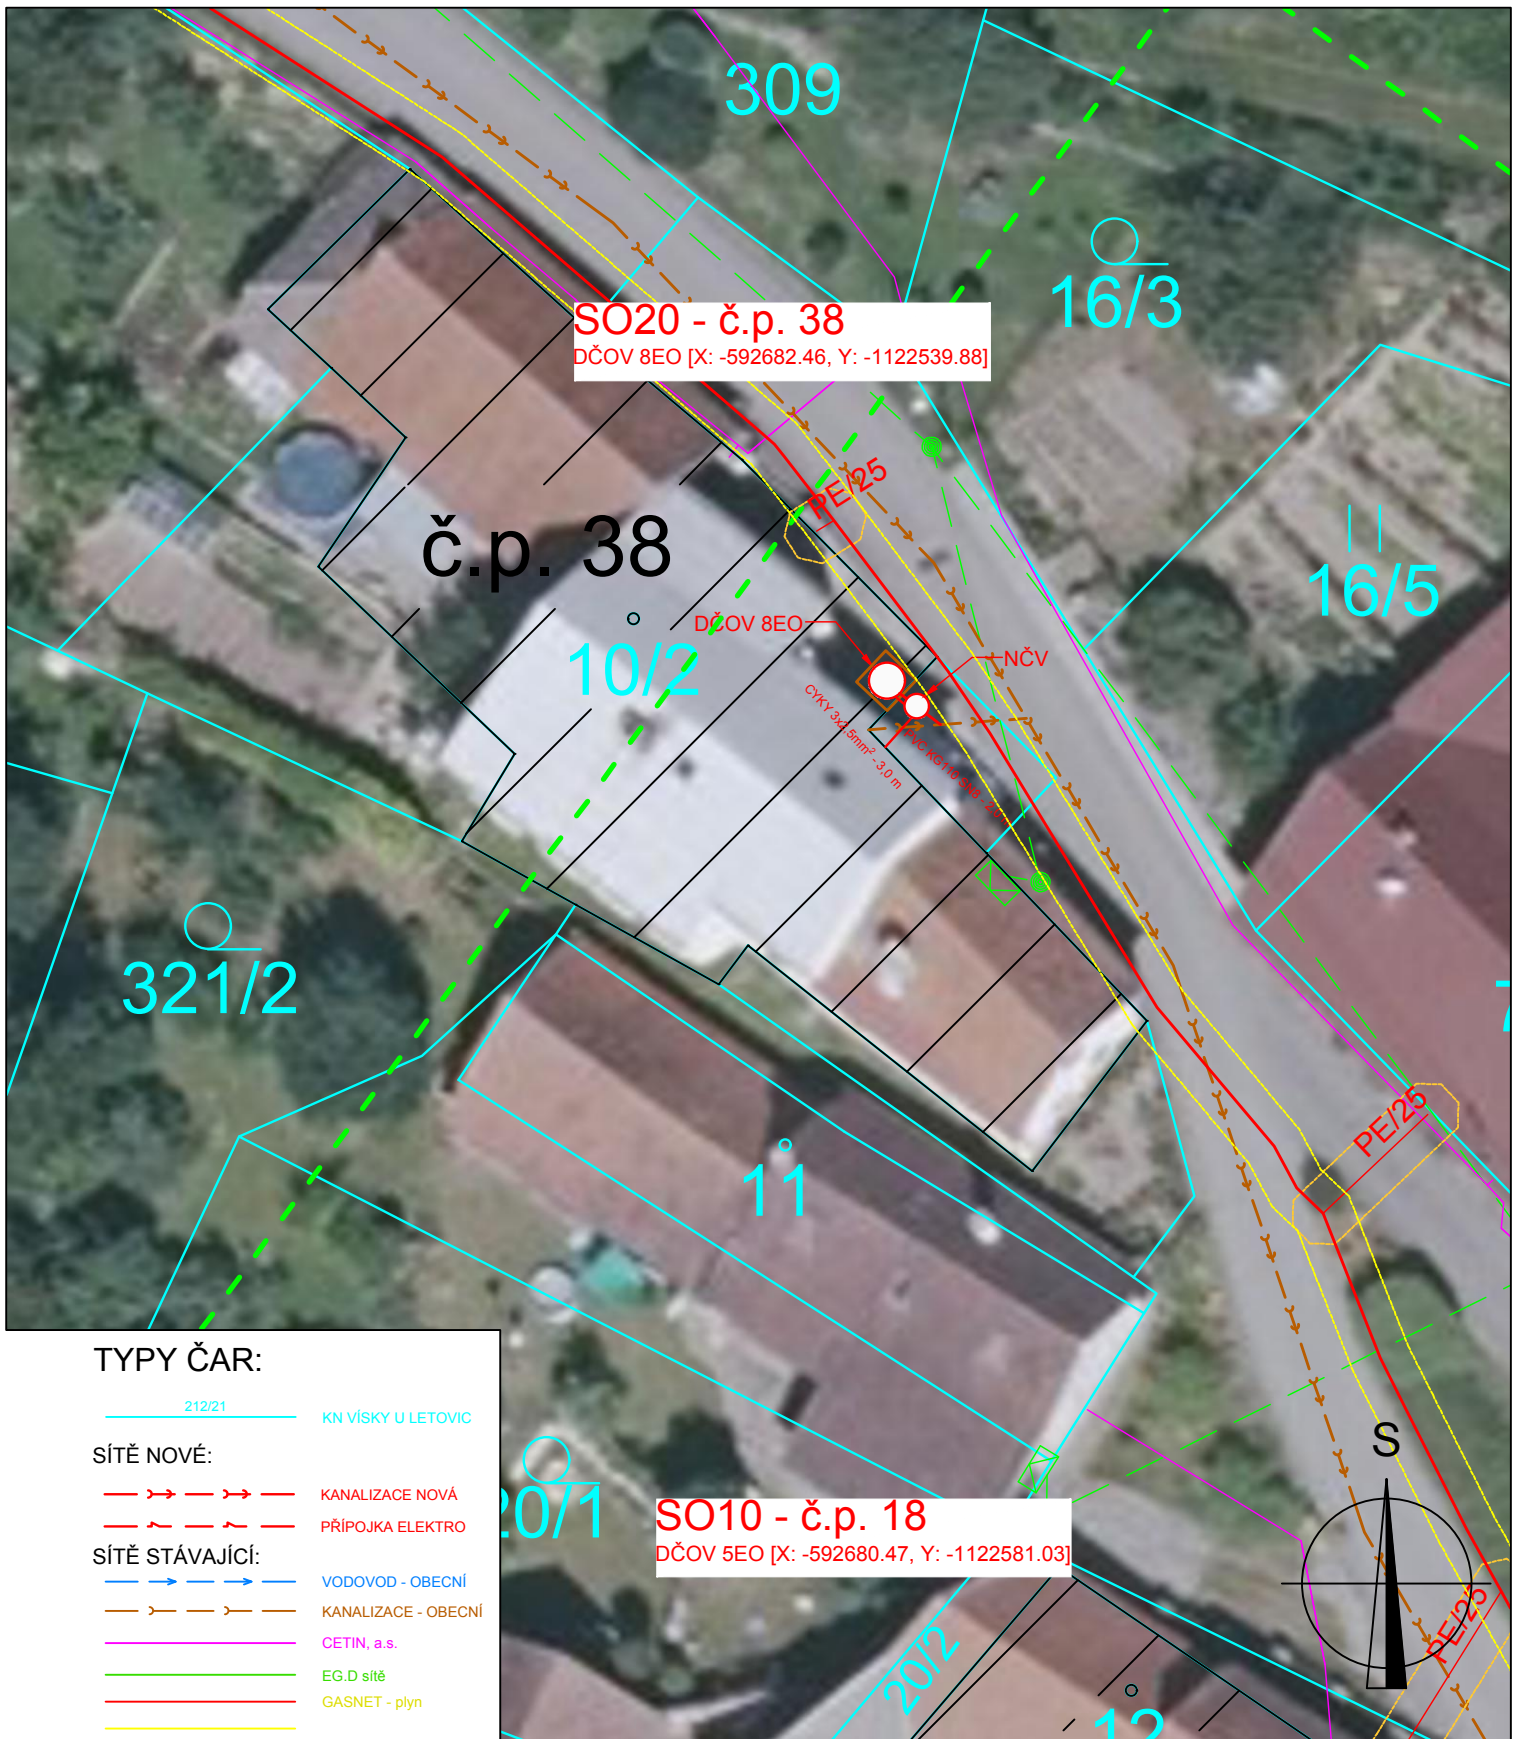 309
16/3
SO20 - č.p. 38
DČOV 8EO [X: -592682.46, Y: -1122539.88]
PE/25
č.p. 38
16/5
DČOV 8EO
NČV
10/2
CYKY 3x2,5mm² - 3,0 m
321/2
PE/25
11
TYPY ČAR:
212/21
KN VÍSKY U LETOVIC
SÍTĚ NOVÉ:
KANALIZACE NOVÁ
PŘÍPOJKA ELEKTRO
SÍTĚ STÁVAJÍCÍ:
VODOVOD - OBECNÍ
KANALIZACE - OBECNÍ
CETIN, a.s.
EG.D sítě
GASNET - plyn
S
20/1
SO10 - č.p. 18
DČOV 5EO [X: -592680.47, Y: -1122581.03]
PE/25
20/2
12